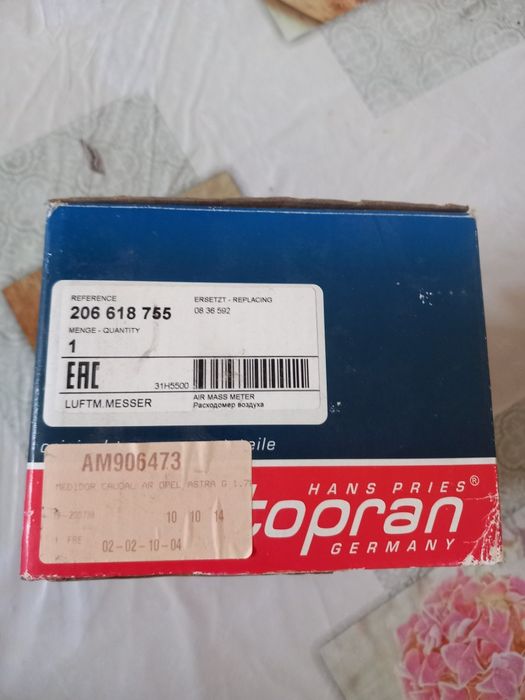 REFERENCE
206 618 755
ERSETZT - REPLACING
08 36 592
MENGE - QUANTITY
1
EAC
31H5500
LUFTM.MESSER
AIR MASS METER
Расходомер воздуха
AM906473
MEDIDOR CAUDAL AR OPEL ASTRA G 1.7
10 10 14
FRE
02-02-10-04
HANS PRIES®
topran
GERMANY